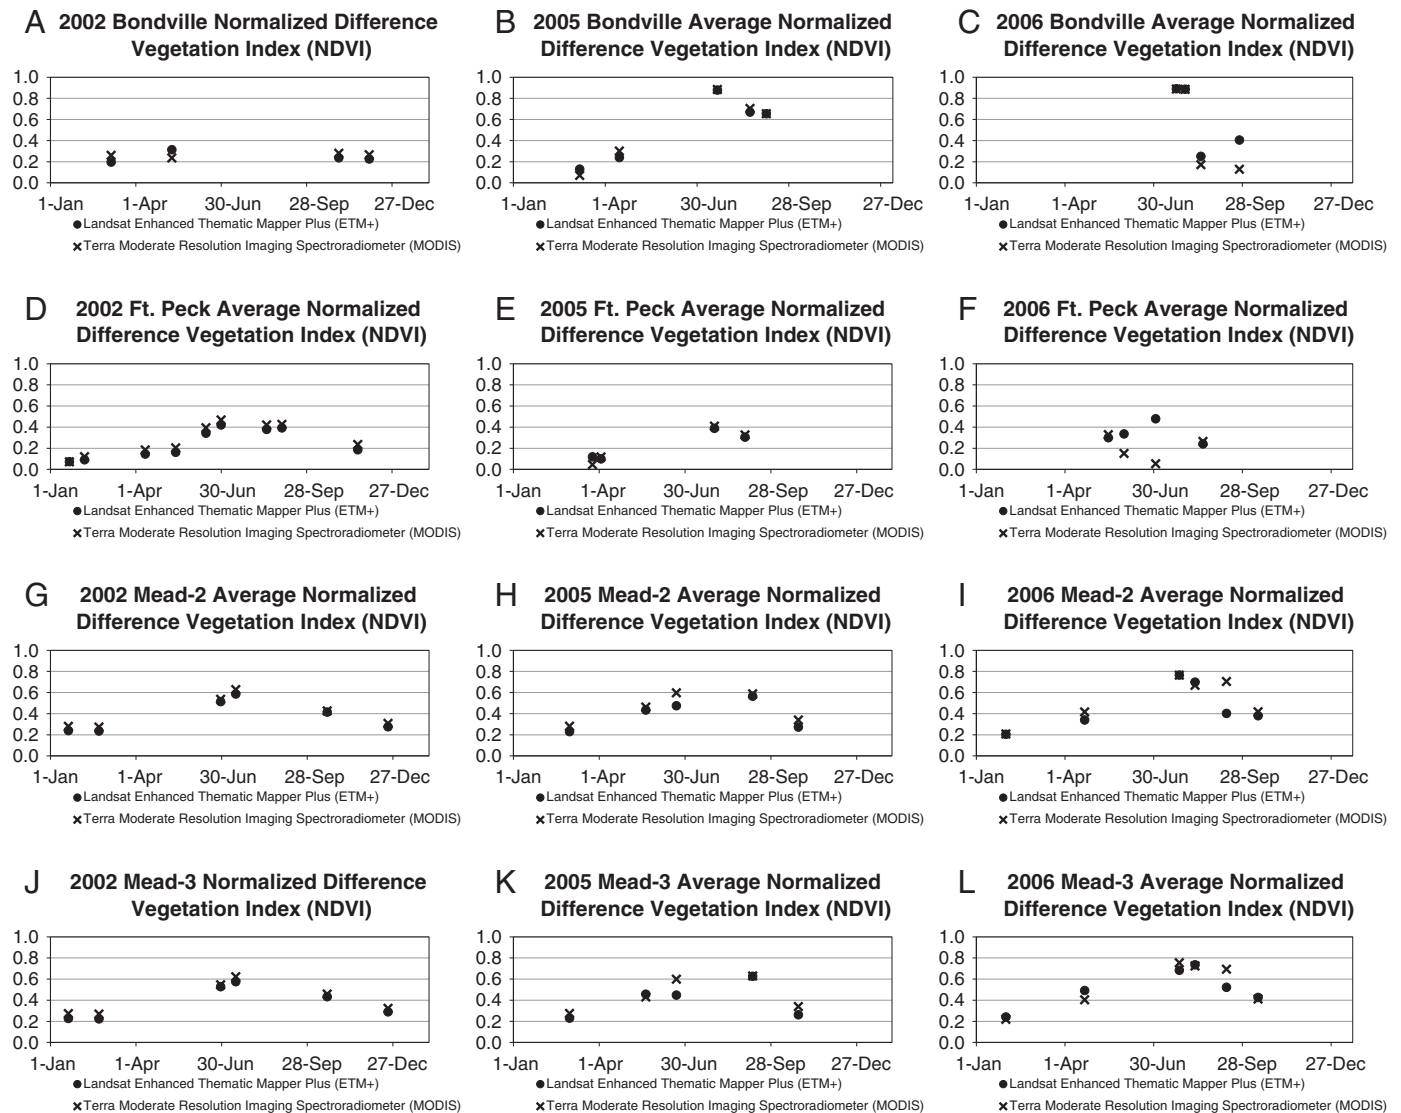 A 2002 Bondville Normalized Difference
Vegetation Index (NDVI)
1.0
0.8
0.6
0.4
0.2
0.0
1-Jan 1-Apr 30-Jun 28-Sep 27-Dec
Landsat Enhanced Thematic Mapper Plus (ETM+)
Terra Moderate Resolution Imaging Spectroradiometer (MODIS)
B 2005 Bondville Average Normalized
Difference Vegetation Index (NDVI)
1.0
0.8
0.6
0.4
0.2
0.0
1-Jan 1-Apr 30-Jun 28-Sep 27-Dec
Landsat Enhanced Thematic Mapper Plus (ETM+)
Terra Moderate Resolution Imaging Spectroradiometer (MODIS)
C 2006 Bondville Average Normalized
Difference Vegetation Index (NDVI)
1.0
0.8
0.6
0.4
0.2
0.0
1-Jan 1-Apr 30-Jun 28-Sep 27-Dec
Landsat Enhanced Thematic Mapper Plus (ETM+)
Terra Moderate Resolution Imaging Spectroradiometer (MODIS)
D 2002 Ft. Peck Average Normalized
Difference Vegetation Index (NDVI)
1.0
0.8
0.6
0.4
0.2
0.0
1-Jan 1-Apr 30-Jun 28-Sep 27-Dec
Landsat Enhanced Thematic Mapper Plus (ETM+)
Terra Moderate Resolution Imaging Spectroradiometer (MODIS)
E 2005 Ft. Peck Average Normalized
Difference Vegetation Index (NDVI)
1.0
0.8
0.6
0.4
0.2
0.0
1-Jan 1-Apr 30-Jun 28-Sep 27-Dec
Landsat Enhanced Thematic Mapper Plus (ETM+)
Terra Moderate Resolution Imaging Spectroradiometer (MODIS)
F 2006 Ft. Peck Average Normalized
Difference Vegetation Index (NDVI)
1.0
0.8
0.6
0.4
0.2
0.0
1-Jan 1-Apr 30-Jun 28-Sep 27-Dec
Landsat Enhanced Thematic Mapper Plus (ETM+)
Terra Moderate Resolution Imaging Spectroradiometer (MODIS)
G 2002 Mead-2 Average Normalized
Difference Vegetation Index (NDVI)
1.0
0.8
0.6
0.4
0.2
0.0
1-Jan 1-Apr 30-Jun 28-Sep 27-Dec
Landsat Enhanced Thematic Mapper Plus (ETM+)
Terra Moderate Resolution Imaging Spectroradiometer (MODIS)
H 2005 Mead-2 Average Normalized
Difference Vegetation Index (NDVI)
1.0
0.8
0.6
0.4
0.2
0.0
1-Jan 1-Apr 30-Jun 28-Sep 27-Dec
Landsat Enhanced Thematic Mapper Plus (ETM+)
Terra Moderate Resolution Imaging Spectroradiometer (MODIS)
I 2006 Mead-2 Average Normalized
Difference Vegetation Index (NDVI)
1.0
0.8
0.6
0.4
0.2
0.0
1-Jan 1-Apr 30-Jun 28-Sep 27-Dec
Landsat Enhanced Thematic Mapper Plus (ETM+)
Terra Moderate Resolution Imaging Spectroradiometer (MODIS)
J 2002 Mead-3 Normalized Difference
Vegetation Index (NDVI)
1.0
0.8
0.6
0.4
0.2
0.0
1-Jan 1-Apr 30-Jun 28-Sep 27-Dec
Landsat Enhanced Thematic Mapper Plus (ETM+)
Terra Moderate Resolution Imaging Spectroradiometer (MODIS)
K 2005 Mead-3 Average Normalized
Difference Vegetation Index (NDVI)
1.0
0.8
0.6
0.4
0.2
0.0
1-Jan 1-Apr 30-Jun 28-Sep 27-Dec
Landsat Enhanced Thematic Mapper Plus (ETM+)
Terra Moderate Resolution Imaging Spectroradiometer (MODIS)
L 2006 Mead-3 Average Normalized
Difference Vegetation Index (NDVI)
1.0
0.8
0.6
0.4
0.2
0.0
1-Jan 1-Apr 30-Jun 28-Sep 27-Dec
Landsat Enhanced Thematic Mapper Plus (ETM+)
Terra Moderate Resolution Imaging Spectroradiometer (MODIS)